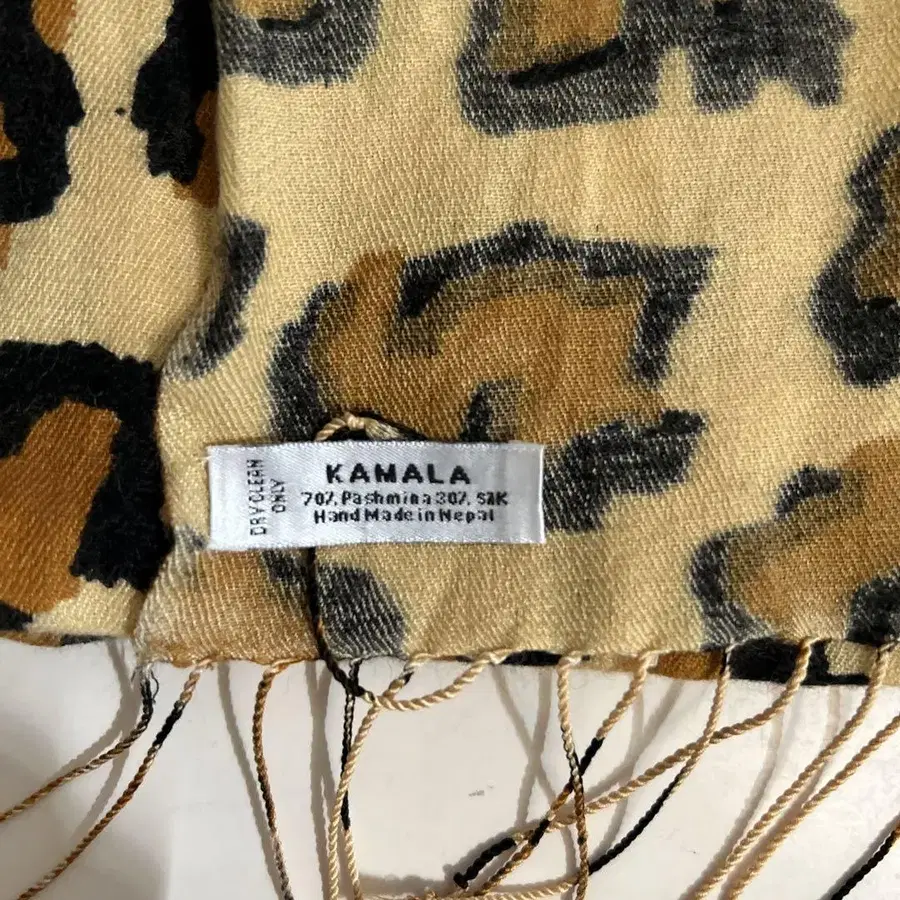 DRY CLEAN
ONLY
KAMALA
70% Pashmina 30% Silk
Hand Made in Nepal